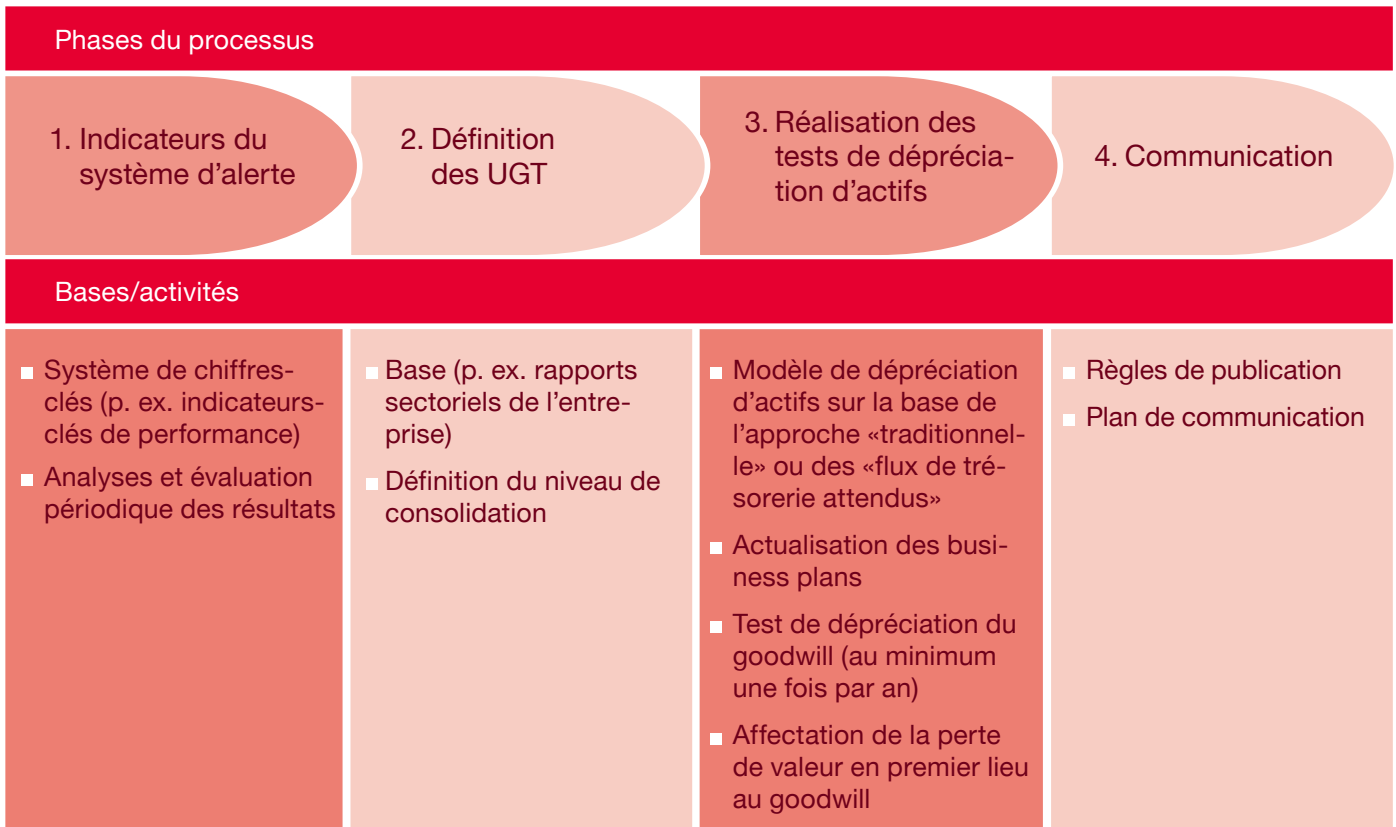 Phases du processus
1. Indicateurs du
système d'alerte
2. Définition
des UGT
3. Réalisation des
tests de déprécia-
tion d'actifs
4. Communication
Bases/activités
Système de chiffres-
clés (p. ex. indicateurs-
clés de performance)
Analyses et évaluation
périodique des résultats
Base (p. ex. rapports
sectoriels de l'entre-
prise)
Définition du niveau de
consolidation
Modèle de dépréciation
d'actifs sur la base de
l'approche «traditionnel-
le» ou des «flux de tré-
sorerie attendus»
Actualisation des busi-
ness plans
Test de dépréciation du
goodwill (au minimum
une fois par an)
Affectation de la perte
de valeur en premier lieu
au goodwill
Règles de publication
Plan de communication